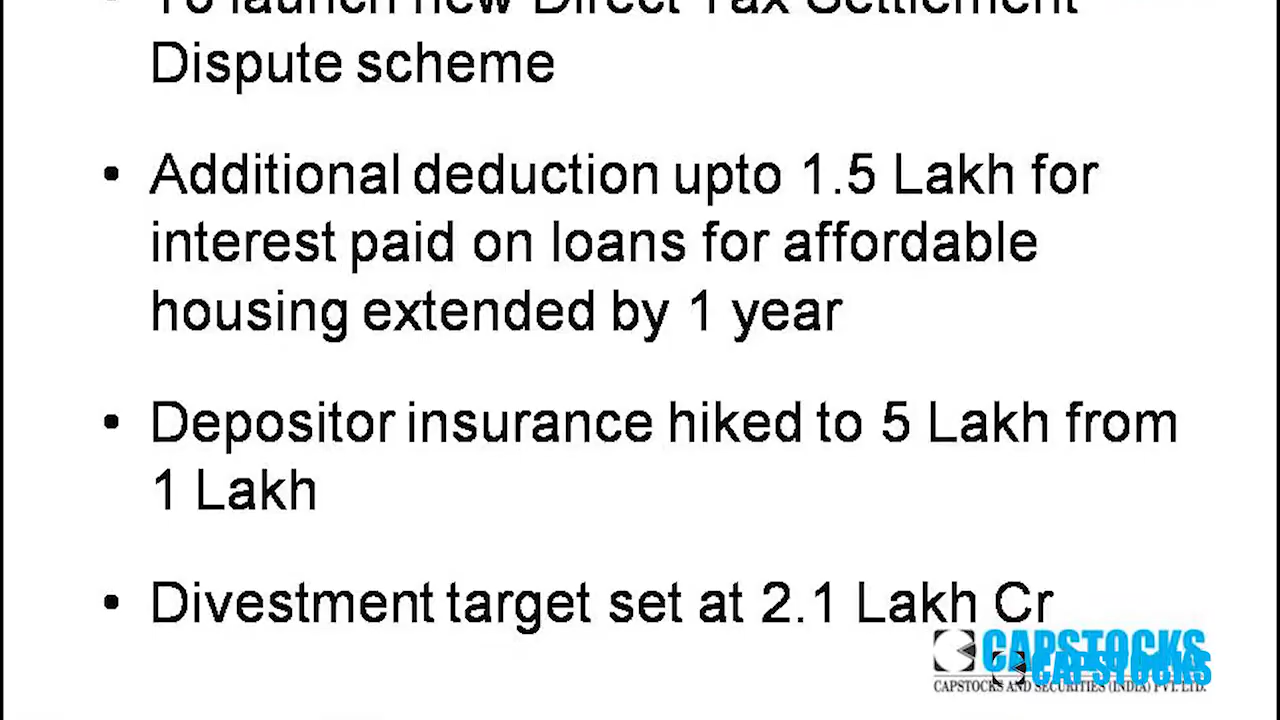 • To launch new Direct Tax Settlement
Dispute scheme
• Additional deduction upto 1.5 Lakh for
interest paid on loans for affordable
housing extended by 1 year
• Depositor insurance hiked to 5 Lakh from
1 Lakh
• Divestment target set at 2.1 Lakh Cr
CAPSTOCKS
CAPSTOCKS
CAPSTOCKS AND SECURITIES (INDIA) PVT. LTD.